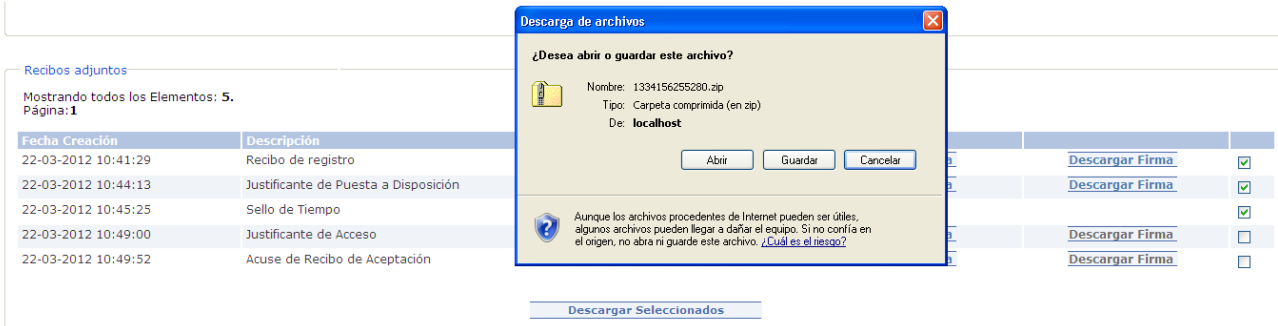 Descarga de archivos
¿Desea abrir o guardar este archivo?
Nombre: 1334156255280.zip
Tipo: Carpeta comprimida (en zip)
De: localhost
Abrir Guardar Cancelar
Aunque los archivos procedentes de Internet pueden ser útiles,
algunos archivos pueden llegar a dañar el equipo. Si no confía en
el origen, no abra ni guarde este archivo. ¿Cuál es el riesgo?
Recibos adjuntos
Mostrando todos los Elementos: 5.
Página:1
Fecha Creación Descripción
22-03-2012 10:41:29 Recibo de registro Descargar Firma
22-03-2012 10:44:13 Justificante de Puesta a Disposición Descargar Firma
22-03-2012 10:45:25 Sello de Tiempo
22-03-2012 10:49:00 Justificante de Acceso Descargar Firma
22-03-2012 10:49:52 Acuse de Recibo de Aceptación Descargar Firma
Descargar Seleccionados